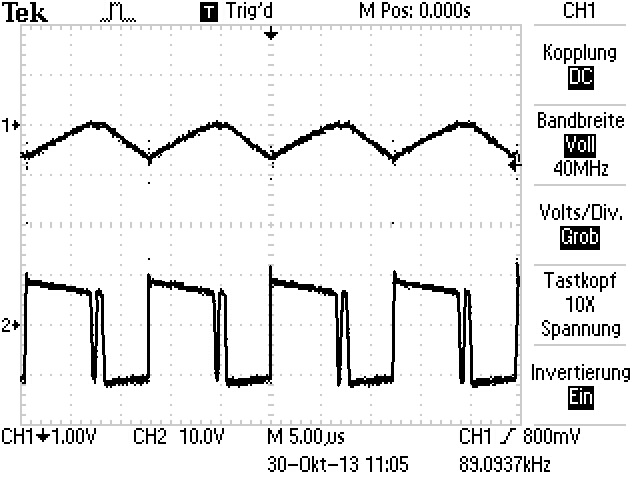 Tek T Trig'd M Pos: 0.000s CH1
Kopplung
DC
1
Bandbreite
Voll
40MHz
Volts/Div.
Grob
Tastkopf
10X
Spannung
2
Invertierung
Ein
CH1 1.00V CH2 10.0V M 5.00µs CH1 800mV
30-Okt-13 11:05 89.0937kHz